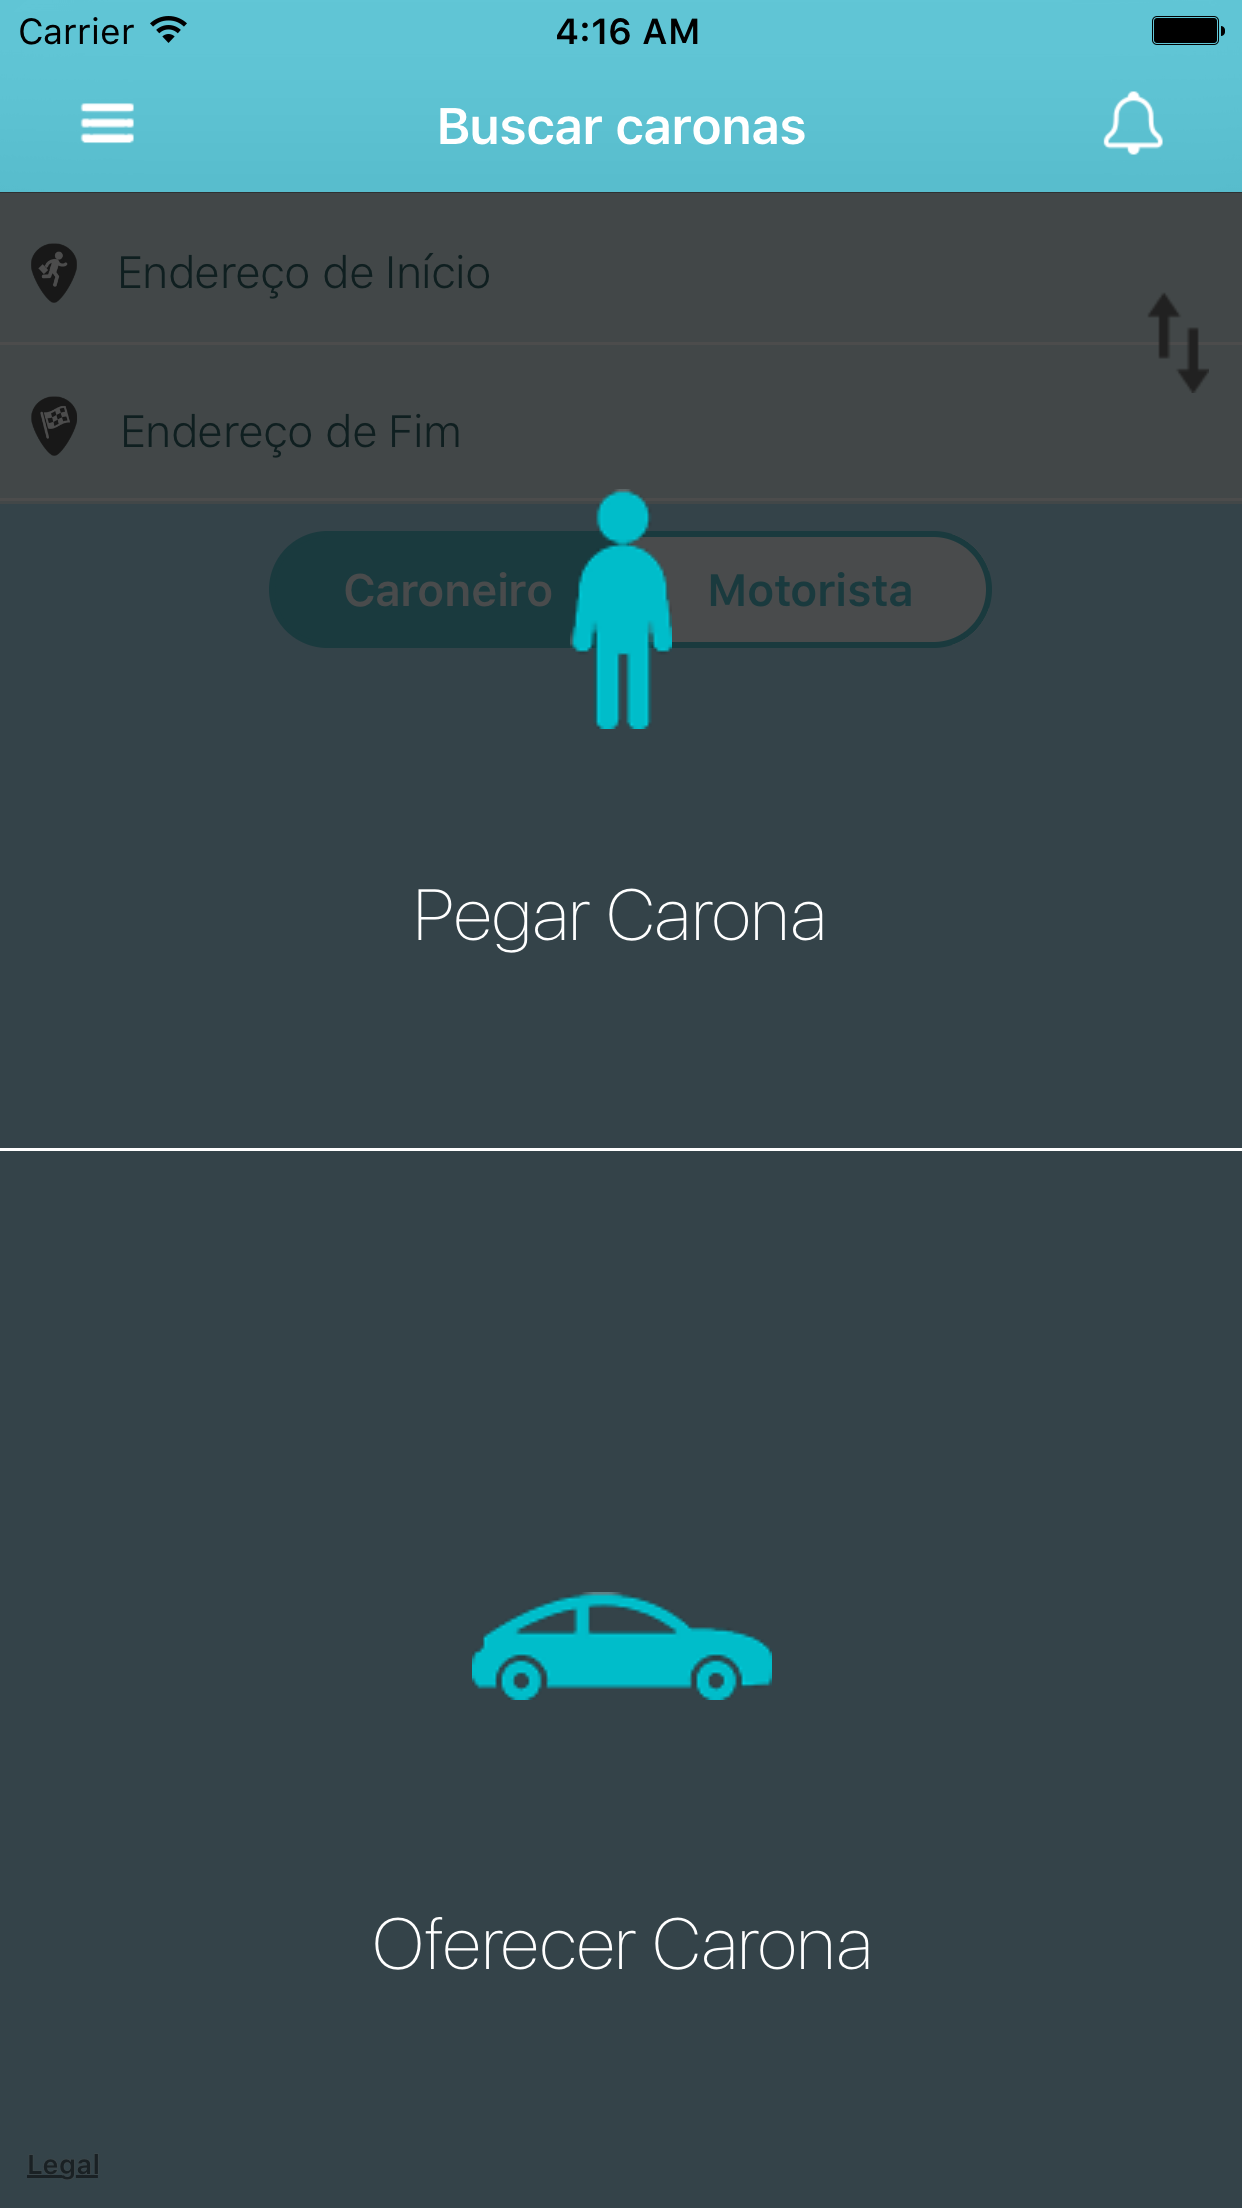 Carrier 4:16 AM
Buscar caronas
Endereço de Início
Endereço de Fim
Caroneiro Motorista
Pegar Carona
Oferecer Carona
Legal